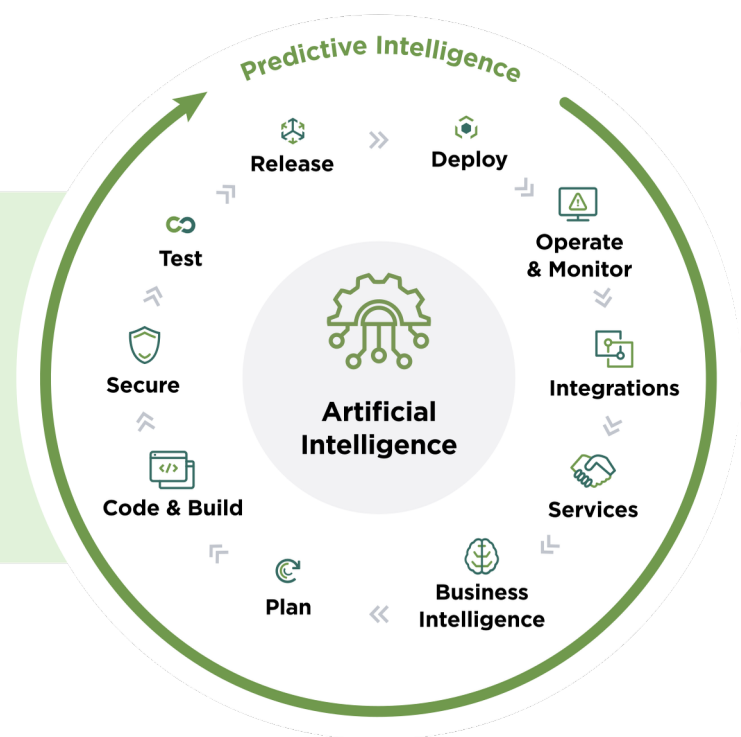 Predictive Intelligence
Release
Deploy
Test
Operate
& Monitor
Secure
Integrations
Artificial
Intelligence
Code & Build
</>
Services
Plan
Business
Intelligence